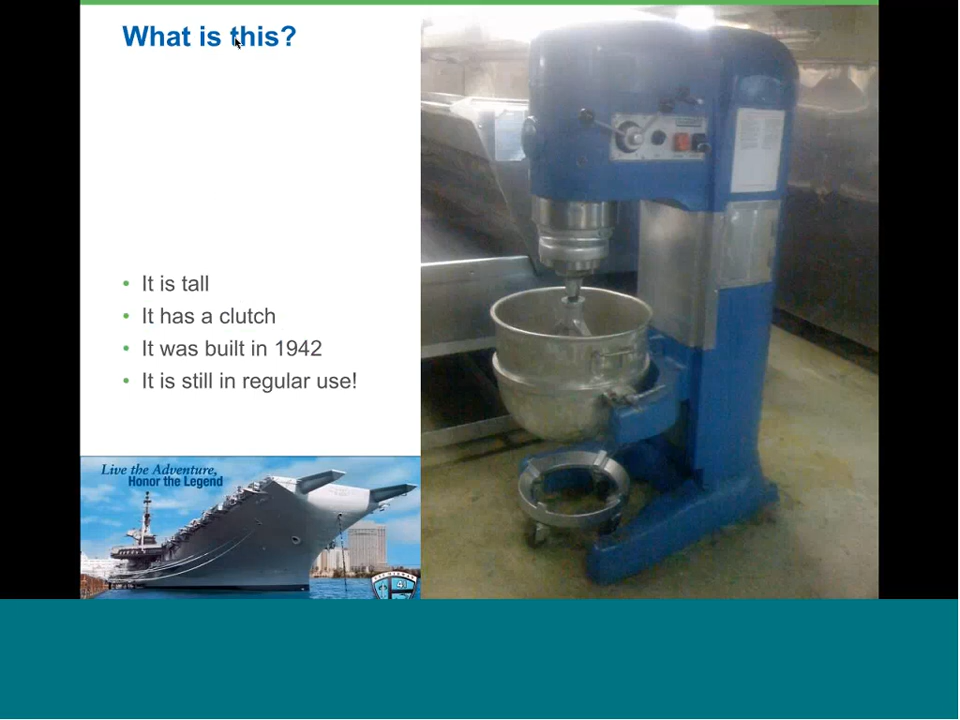 What is this?
It is tall
It has a clutch
It was built in 1942
It is still in regular use!
Live the Adventure,
Honor the Legend